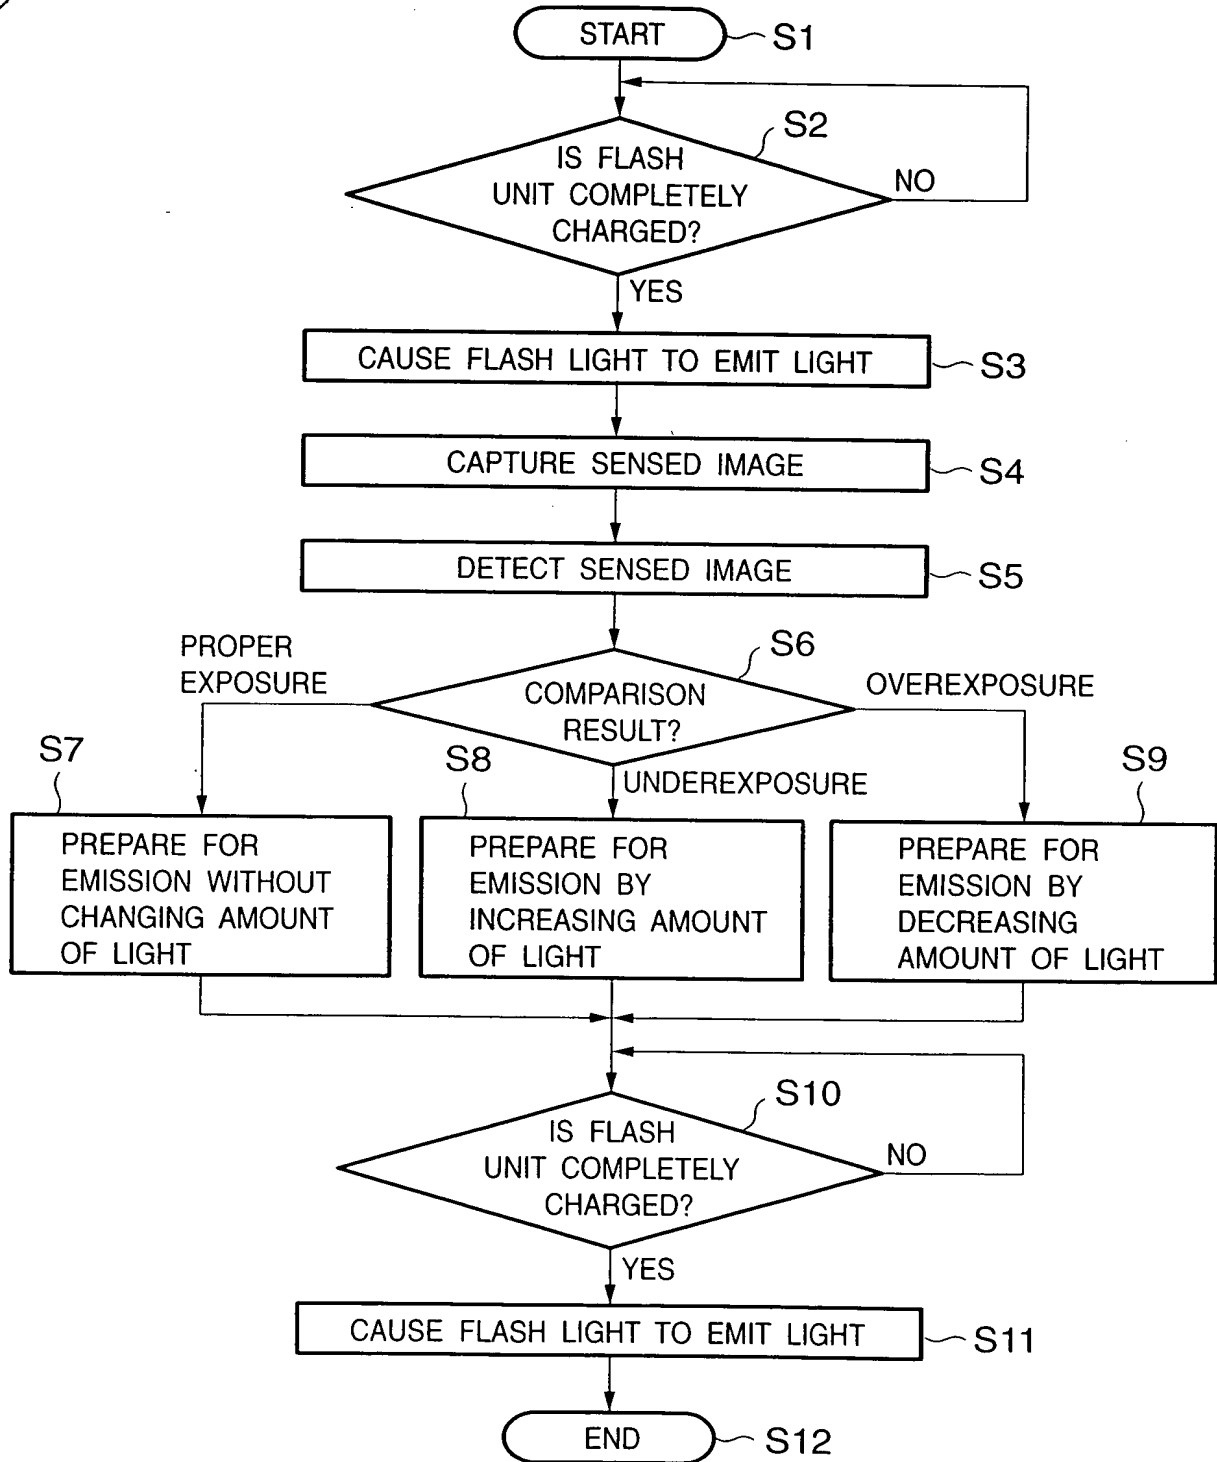 START
S1
S2
IS FLASH
UNIT COMPLETELY
CHARGED?
NO
YES
CAUSE FLASH LIGHT TO EMIT LIGHT
S3
CAPTURE SENSED IMAGE
S4
DETECT SENSED IMAGE
S5
S6
COMPARISON
RESULT?
PROPER
EXPOSURE
OVEREXPOSURE
UNDEREXPOSURE
S7
PREPARE FOR
EMISSION WITHOUT
CHANGING AMOUNT
OF LIGHT
S8
PREPARE FOR
EMISSION BY
INCREASING AMOUNT
OF LIGHT
S9
PREPARE FOR
EMISSION BY
DECREASING
AMOUNT OF LIGHT
S10
IS FLASH
UNIT COMPLETELY
CHARGED?
NO
YES
CAUSE FLASH LIGHT TO EMIT LIGHT
S11
END
S12